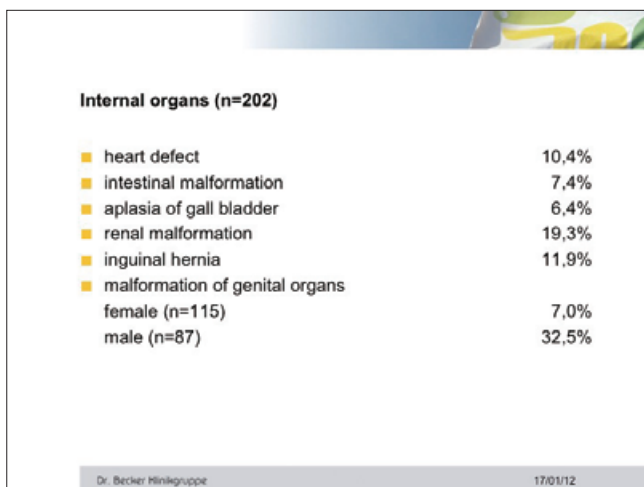 Internal organs (n=202)
heart defect 10,4%
intestinal malformation 7,4%
aplasia of gall bladder 6,4%
renal malformation 19,3%
inguinal hernia 11,9%
malformation of genital organs
female (n=115) 7,0%
male (n=87) 32,5%
Dr. Becker Klinikgruppe 17/01/12